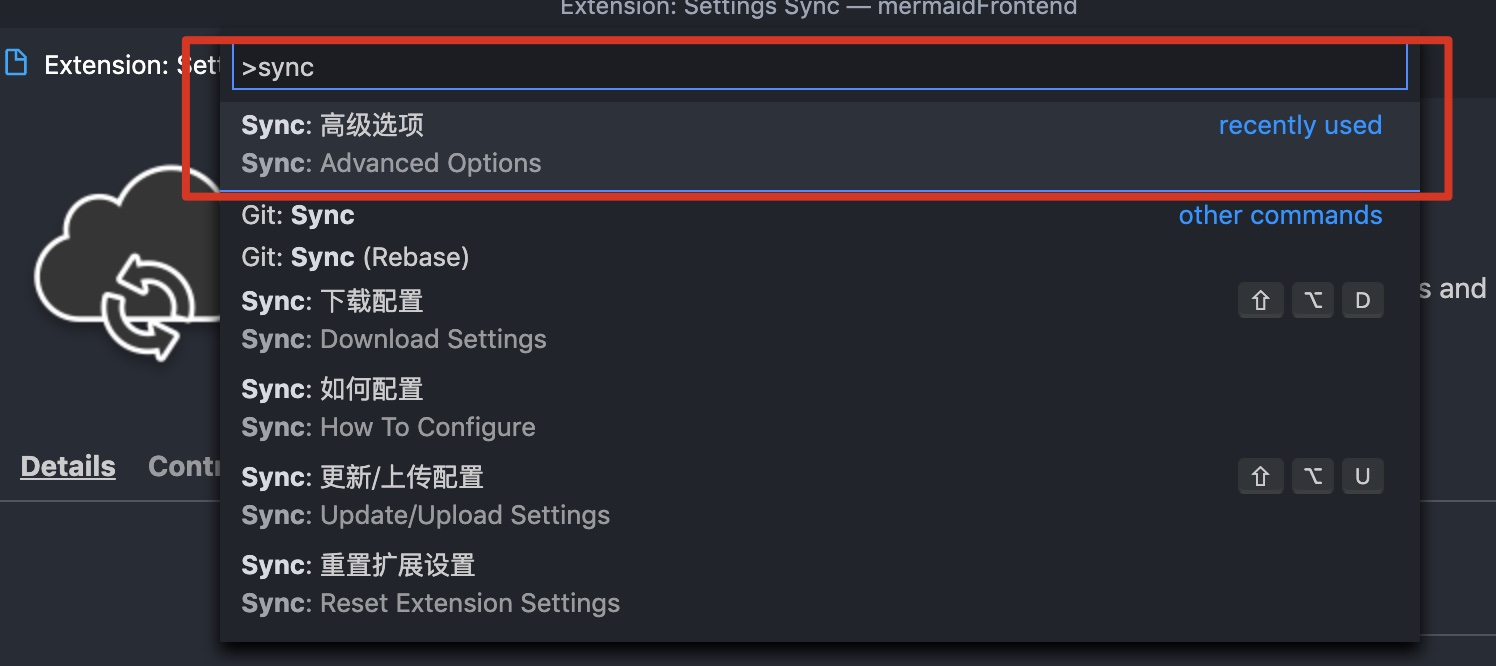 Extension: Settings Sync — mermaidFrontend
Extension: Sett
>sync
Sync: 高级选项 recently used
Sync: Advanced Options
Git: Sync other commands
Git: Sync (Rebase)
Sync: 下载配置 ⇧ ⌥ D
Sync: Download Settings
s and
Sync: 如何配置
Sync: How To Configure
Details Contr
Sync: 更新/上传配置 ⇧ ⌥ U
Sync: Update/Upload Settings
Sync: 重置扩展设置
Sync: Reset Extension Settings